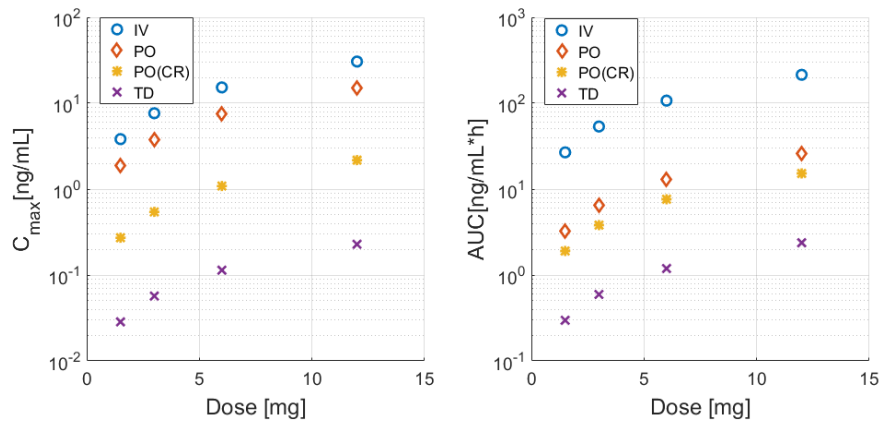 C_max[ng/mL]
10^2
10^1
10^0
10^-1
10^-2
IV
PO
PO(CR)
TD
0 5 10 15
Dose [mg]
AUC[ng/mL*h]
10^3
10^2
10^1
10^0
10^-1
IV
PO
PO(CR)
TD
0 5 10 15
Dose [mg]